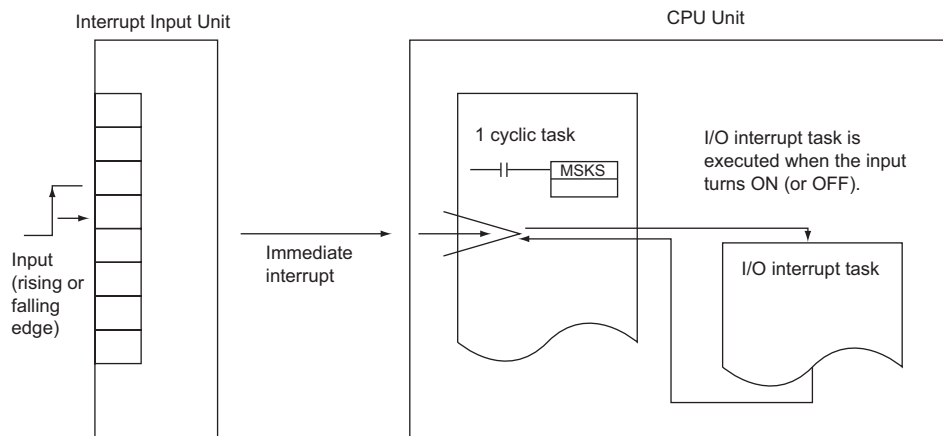 Interrupt Input Unit
CPU Unit
1 cyclic task
MSKS
I/O interrupt task is
executed when the input
turns ON (or OFF).
Input
(rising or
falling
edge)
Immediate
interrupt
I/O interrupt task